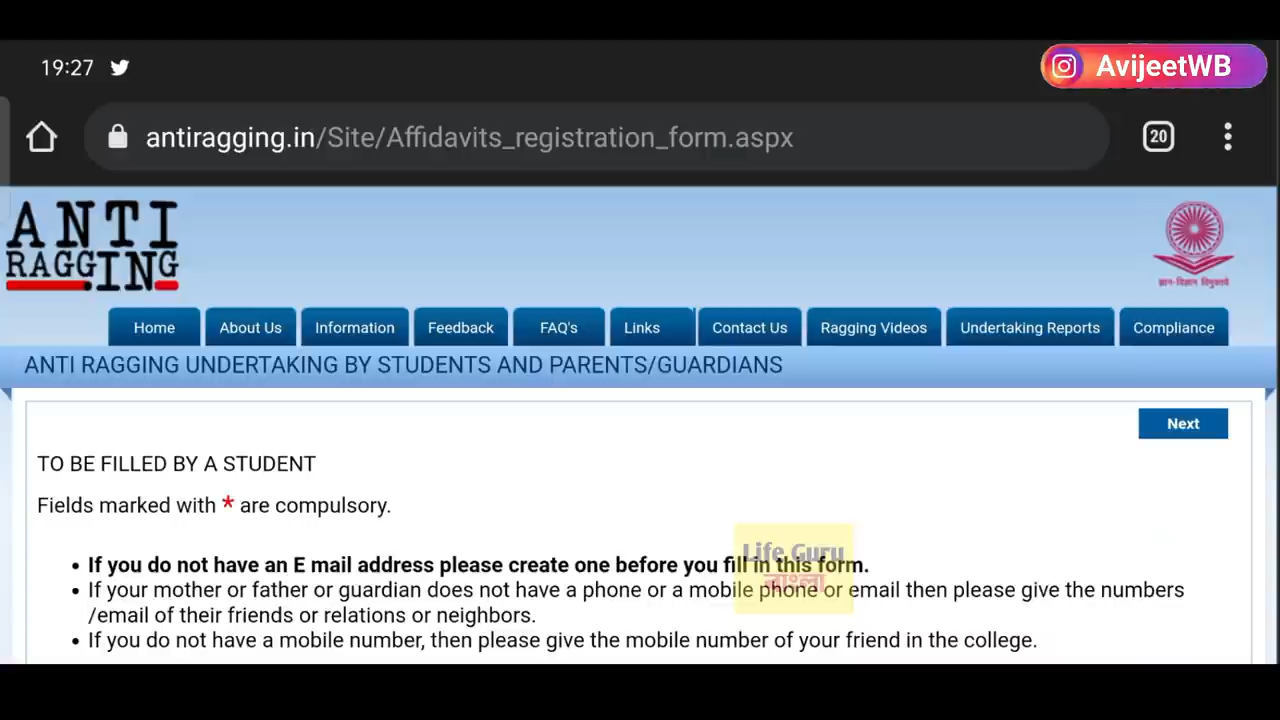 19:27
AvijeetWB
antiragging.in/Site/Affidavits_registration_form.aspx
20
ANTI
RAGGING
ज्ञान-विज्ञान विमुक्तये
Home
About Us
Information
Feedback
FAQ's
Links
Contact Us
Ragging Videos
Undertaking Reports
Compliance
ANTI RAGGING UNDERTAKING BY STUDENTS AND PARENTS/GUARDIANS
Next
TO BE FILLED BY A STUDENT
Fields marked with * are compulsory.
Life Guru
বাংলা
• If you do not have an E mail address please create one before you fill in this form.
• If your mother or father or guardian does not have a phone or a mobile phone or email then please give the numbers
/email of their friends or relations or neighbors.
• If you do not have a mobile number, then please give the mobile number of your friend in the college.